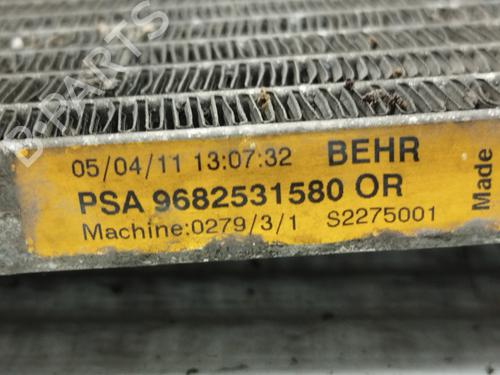 05/04/11 13:07:32 BEHR
PSA 9682531580 OR
Machine:0279/3/1 S2275001
Made
B-PARTS